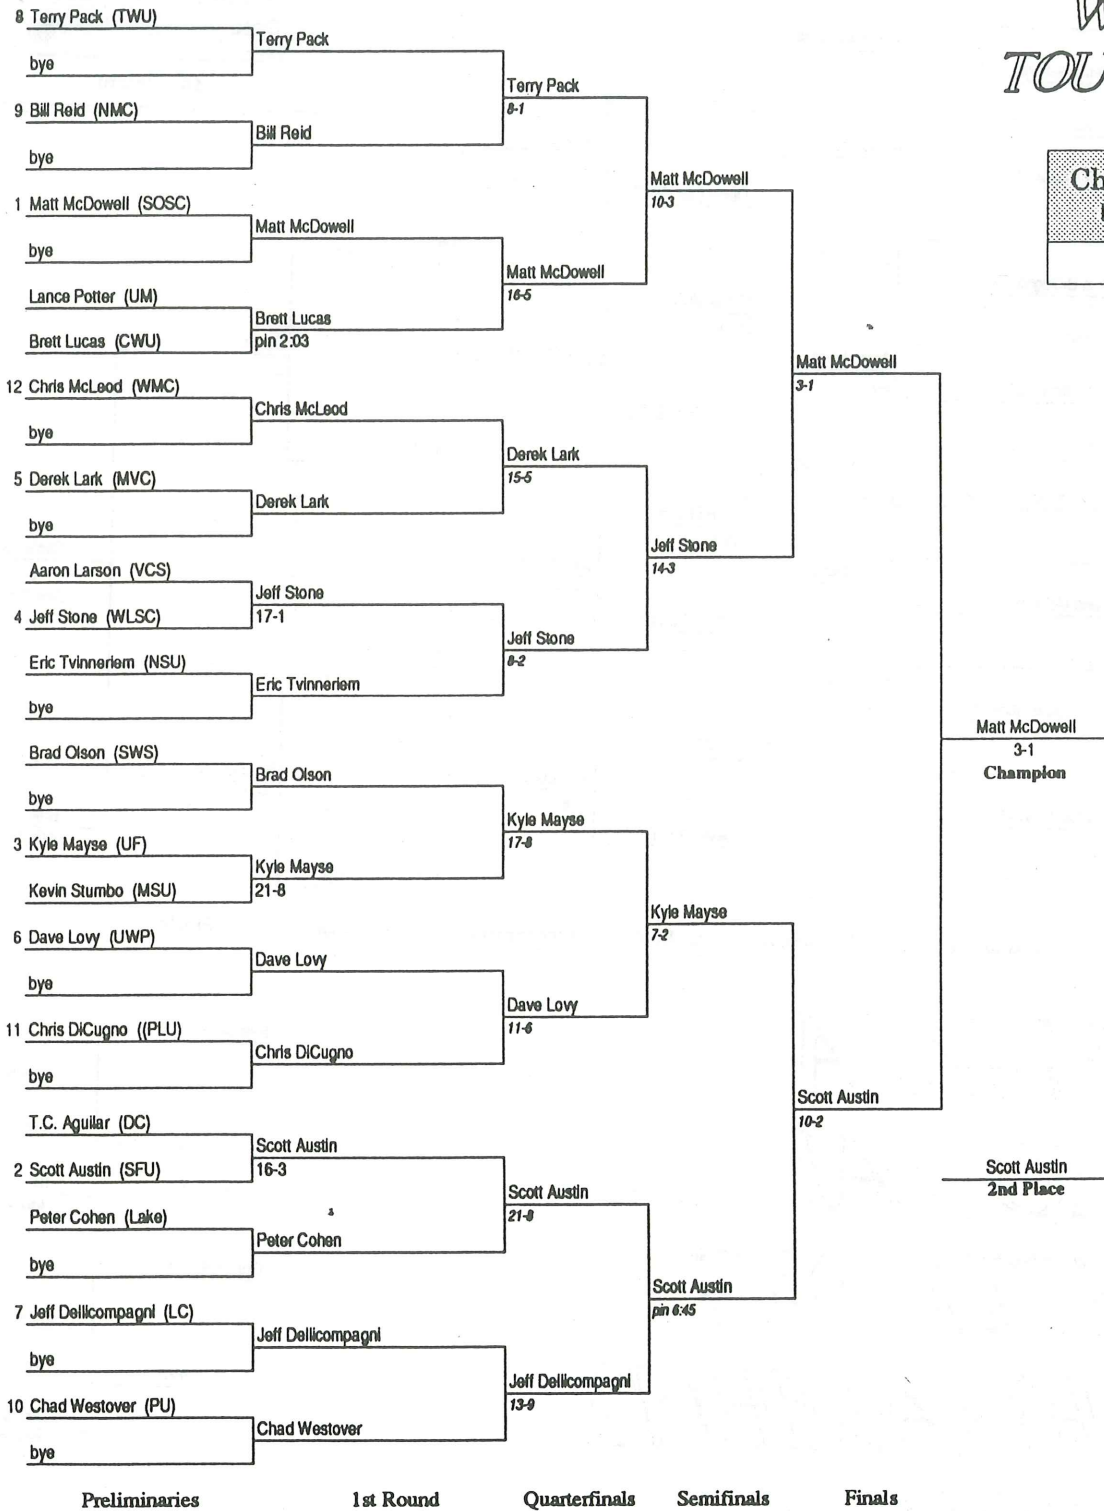 8 Terry Pack (TWU)
bye
Terry Pack
9 Bill Reid (NMC)
bye
Bill Reid
Terry Pack
8-1
1 Matt McDowell (SOSC)
bye
Matt McDowell
Lance Potter (UM)
Brett Lucas (CWU)
Brett Lucas
pin 2:03
Matt McDowell
16-5
Matt McDowell
10-3
12 Chris McLeod (WMC)
bye
Chris McLeod
5 Derek Lark (MVC)
bye
Derek Lark
Derek Lark
15-5
Aaron Larson (VCS)
4 Jeff Stone (WLSC)
Jeff Stone
17-1
Eric Tvinneriem (NSU)
bye
Eric Tvinneriem
Jeff Stone
8-2
Jeff Stone
14-3
Matt McDowell
3-1
Brad Olson (SWS)
bye
Brad Olson
3 Kyle Mayse (UF)
Kevin Stumbo (MSU)
Kyle Mayse
21-8
Kyle Mayse
17-8
6 Dave Lovy (UWP)
bye
Dave Lovy
11 Chris DiCugno ((PLU)
bye
Chris DiCugno
Dave Lovy
11-6
Kyle Mayse
7-2
T.C. Aguilar (DC)
2 Scott Austin (SFU)
Scott Austin
16-3
Peter Cohen (Lake)
bye
Peter Cohen
Scott Austin
21-8
7 Jeff Dellicompagni (LC)
bye
Jeff Dellicompagni
10 Chad Westover (PU)
bye
Chad Westover
Jeff Dellicompagni
13-9
Scott Austin
pin 6:45
Scott Austin
10-2
Matt McDowell
3-1
Champion
Scott Austin
2nd Place
W
TOU
Ch
Preliminaries
1st Round
Quarterfinals
Semifinals
Finals